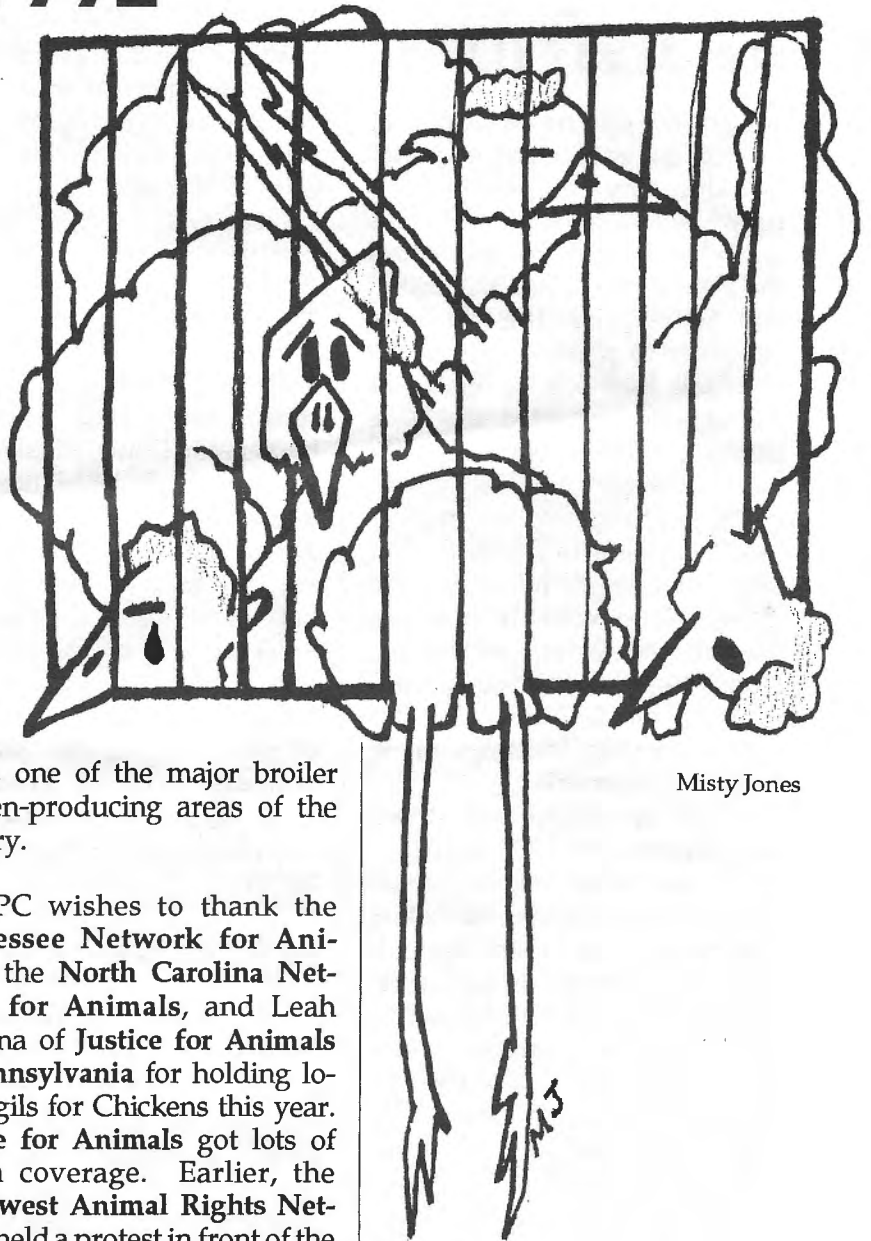 one of the major broiler
en-producing areas of the
ry.
PC wishes to thank the
essee Network for Ani-
the North Carolina Net-
for Animals, and Leah
na of Justice for Animals
nnsylvania for holding lo-
gils for Chickens this year.
e for Animals got lots of
coverage. Earlier, the
west Animal Rights Net-
held a protest in front of the
Misty Jones
MJ